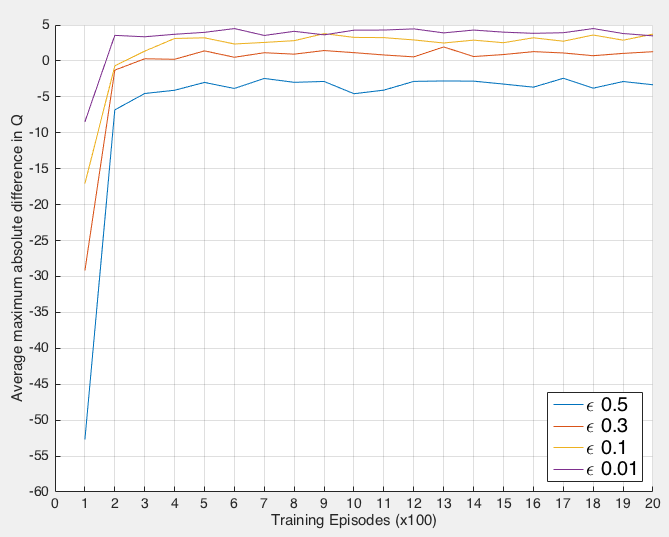 5
0
-5
-10
-15
-20
-25
-30
-35
-40
-45
-50
-55
-60
Average maximum absolute difference in Q
0 1 2 3 4 5 6 7 8 9 10 11 12 13 14 15 16 17 18 19 20
Training Episodes (x100)
ϵ 0.5
ϵ 0.3
ϵ 0.1
ϵ 0.01